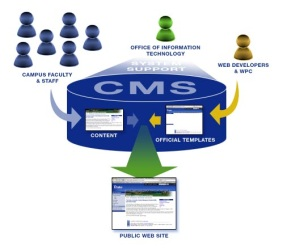 OFFICE OF INFORMATION
TECHNOLOGY
CAMPUS FACULTY
& STAFF
WEB DEVELOPERS
& WPC
SYSTEM
SUPPORT
CMS
CONTENT
OFFICIAL TEMPLATES
PUBLIC WEB SITE